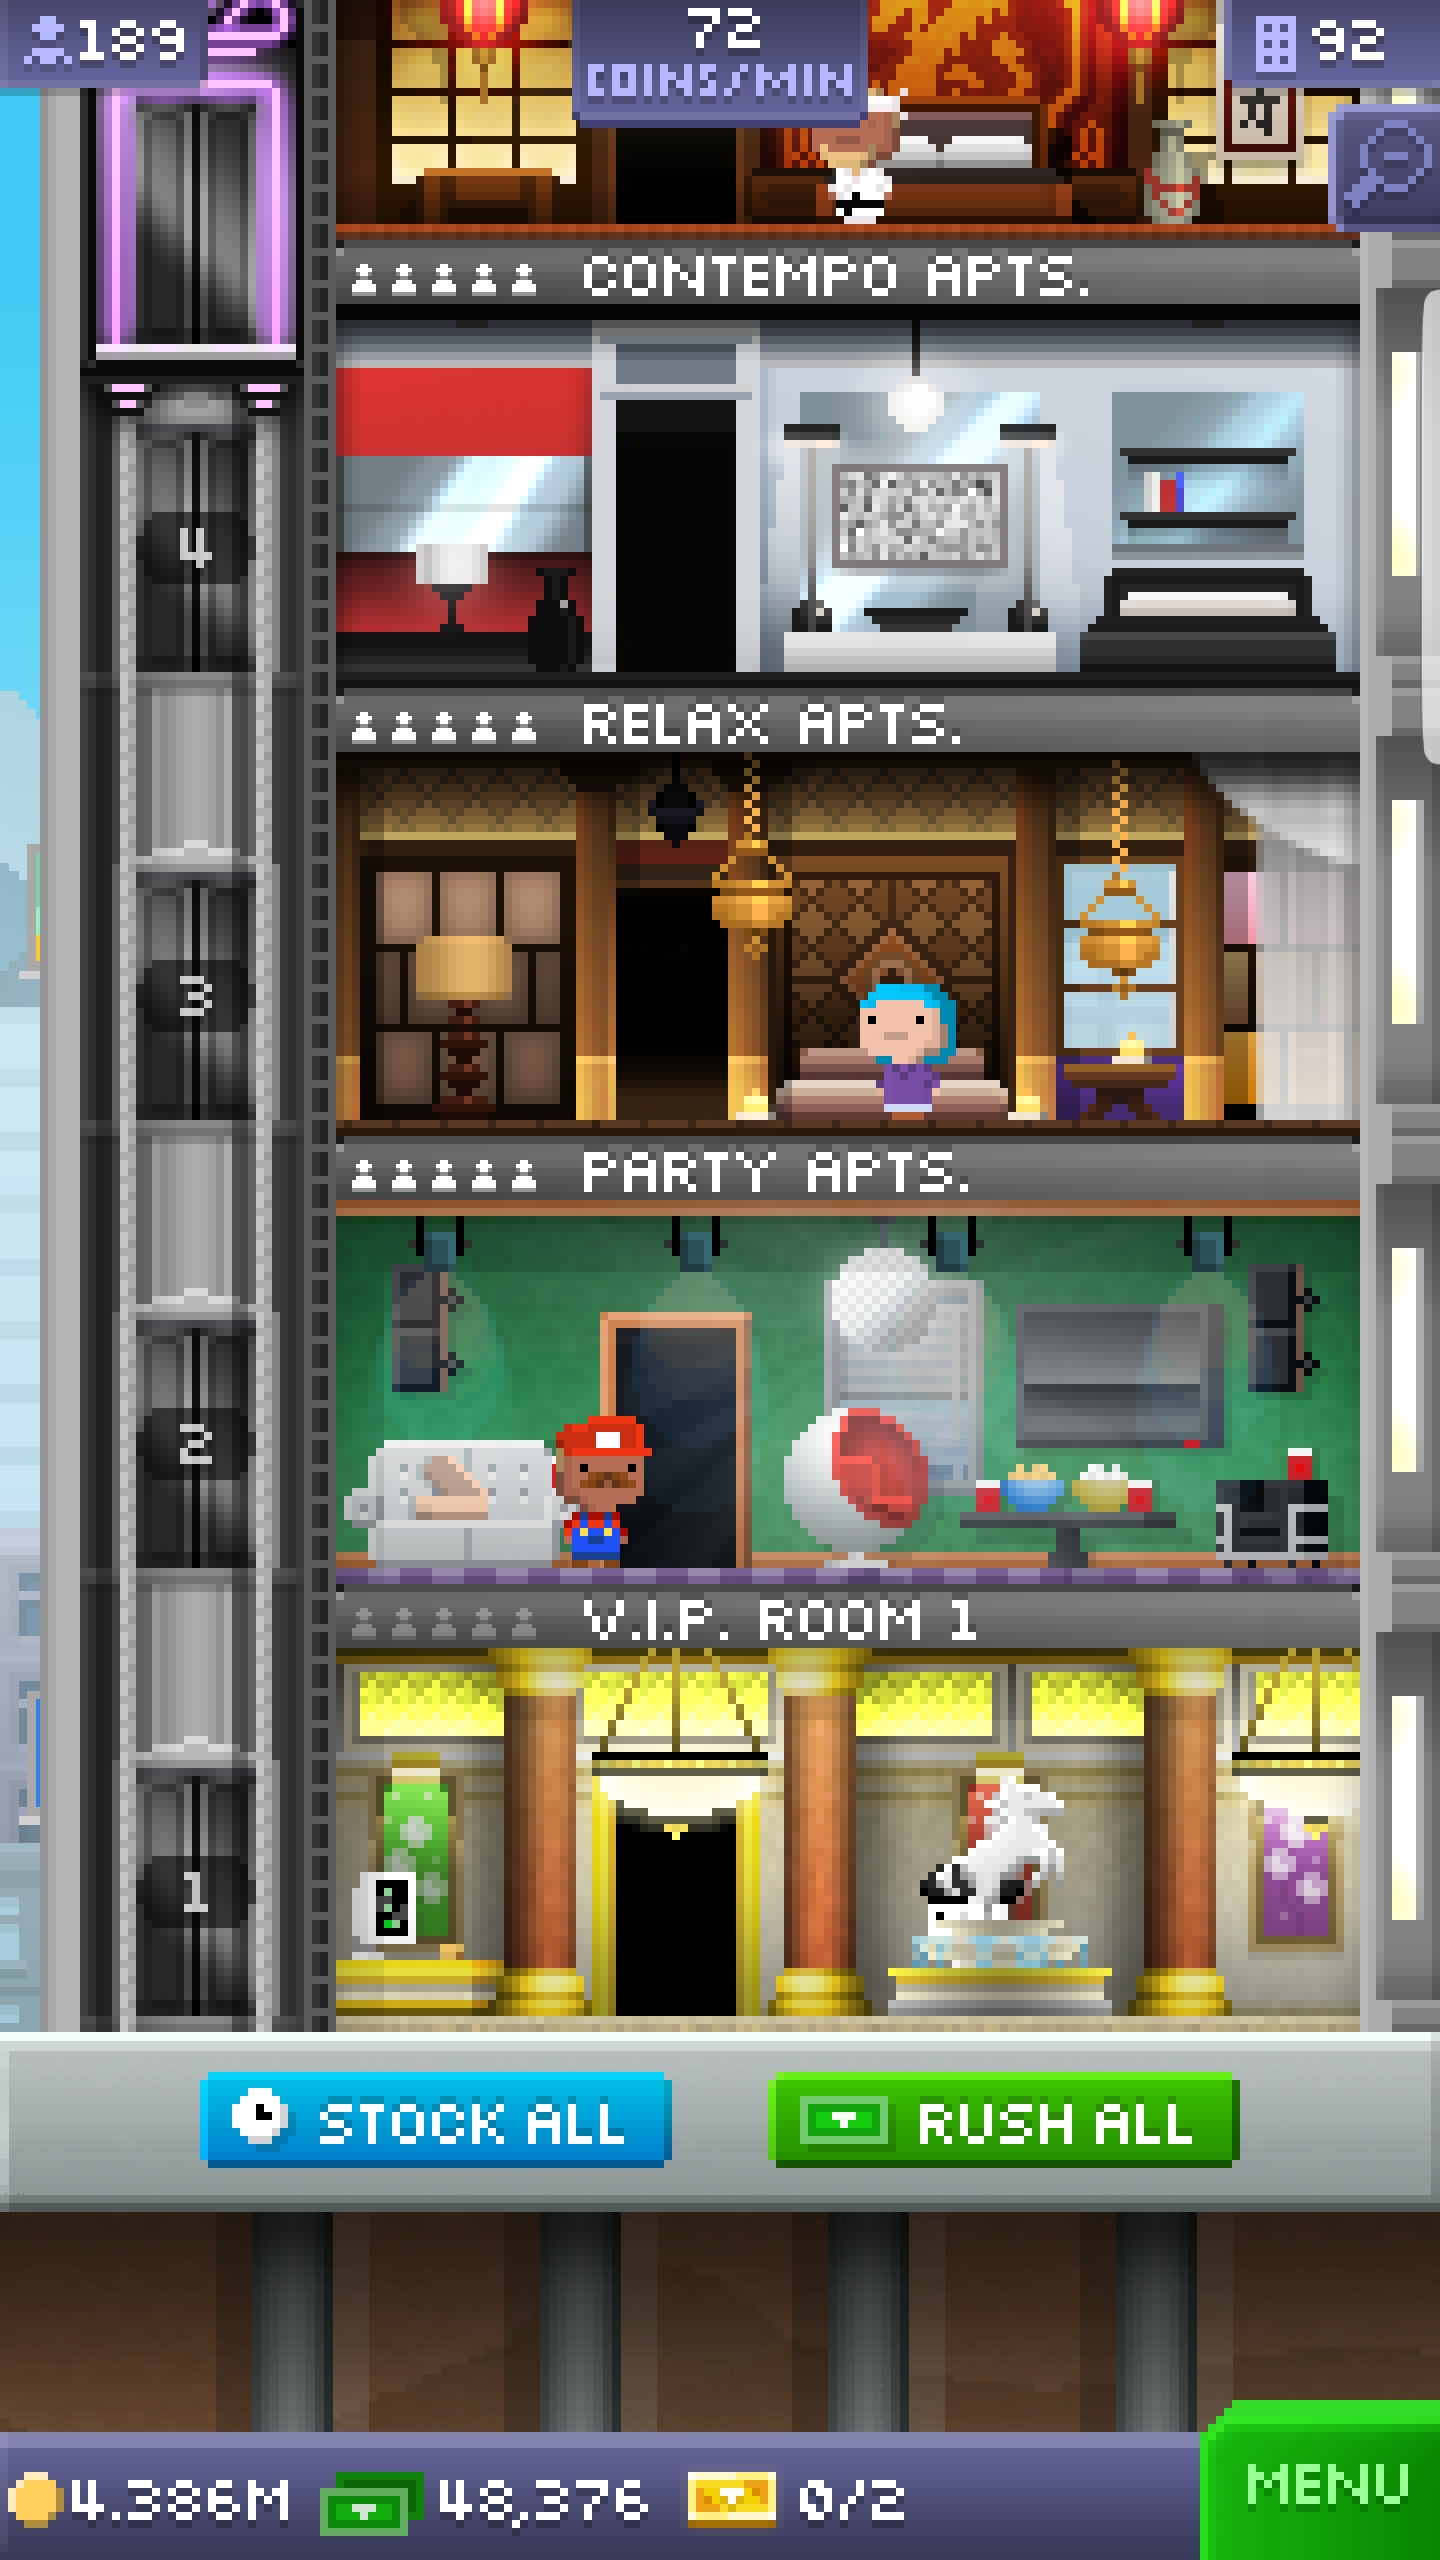 189
72
COINS/MIN
92
CONTEMPO APTS.
4
RELAX APTS.
3
PARTY APTS.
2
V.I.P. ROOM 1
1
STOCK ALL
RUSH ALL
4.386M
48,376
0/2
MENU